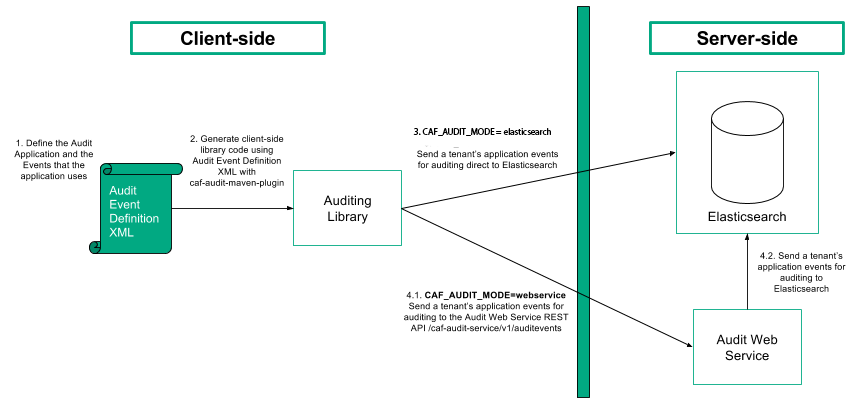 Client-side
Server-side
1. Define the Audit
Application and the
Events that the
application uses
2. Generate client-side
library code using
Audit Event Definition
XML with
caf-audit-maven-plugin
3. CAF_AUDIT_MODE= elasticsearch
Send a tenant's application events
for auditing direct to Elasticsearch
Audit
Event
Definition
XML
Auditing
Library
Elasticsearch
4.1. CAF_AUDIT_MODE=webservice
Send a tenant's application events for
auditing to the Audit Web Service REST
API /caf-audit-service/v1/auditevents
4.2. Send a tenant's
application events for
auditing to
Elasticsearch
Audit Web
Service